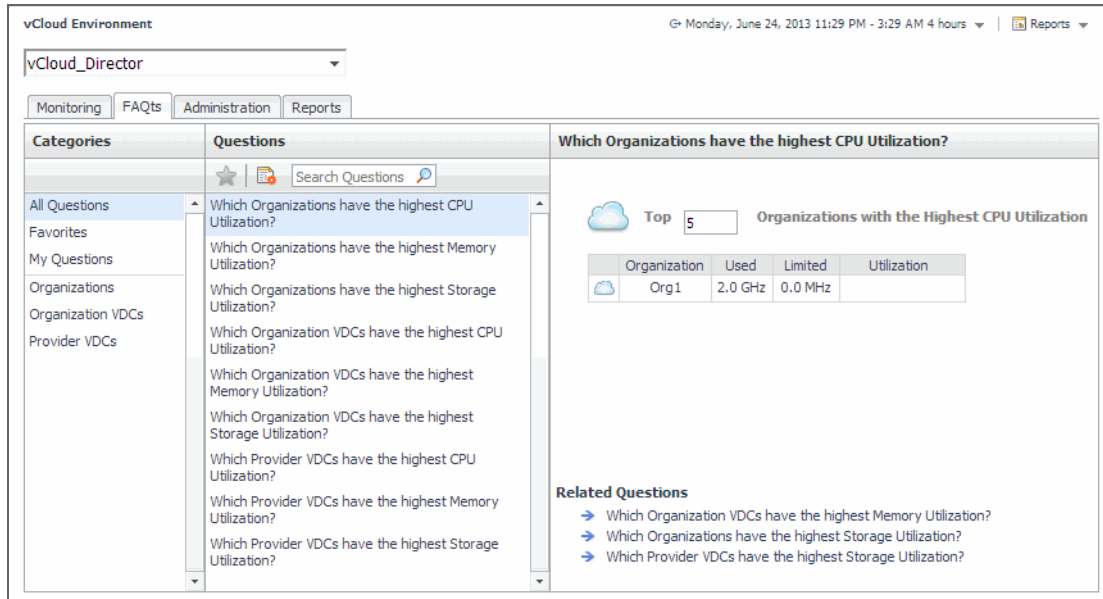 vCloud Environment
Monday, June 24, 2013 11:29 PM - 3:29 AM 4 hours
Reports
vCloud_Director
Monitoring
FAQts
Administration
Reports
Categories
All Questions
Favorites
My Questions
Organizations
Organization VDCs
Provider VDCs
Questions
Search Questions
Which Organizations have the highest CPU
Utilization?
Which Organizations have the highest Memory
Utilization?
Which Organizations have the highest Storage
Utilization?
Which Organization VDCs have the highest CPU
Utilization?
Which Organization VDCs have the highest
Memory Utilization?
Which Organization VDCs have the highest
Storage Utilization?
Which Provider VDCs have the highest CPU
Utilization?
Which Provider VDCs have the highest Memory
Utilization?
Which Provider VDCs have the highest Storage
Utilization?
Which Organizations have the highest CPU Utilization?
Top 5 Organizations with the Highest CPU Utilization
Organization Used Limited Utilization
Org1 2.0 GHz 0.0 MHz
Related Questions
Which Organization VDCs have the highest Memory Utilization?
Which Organizations have the highest Storage Utilization?
Which Provider VDCs have the highest Storage Utilization?